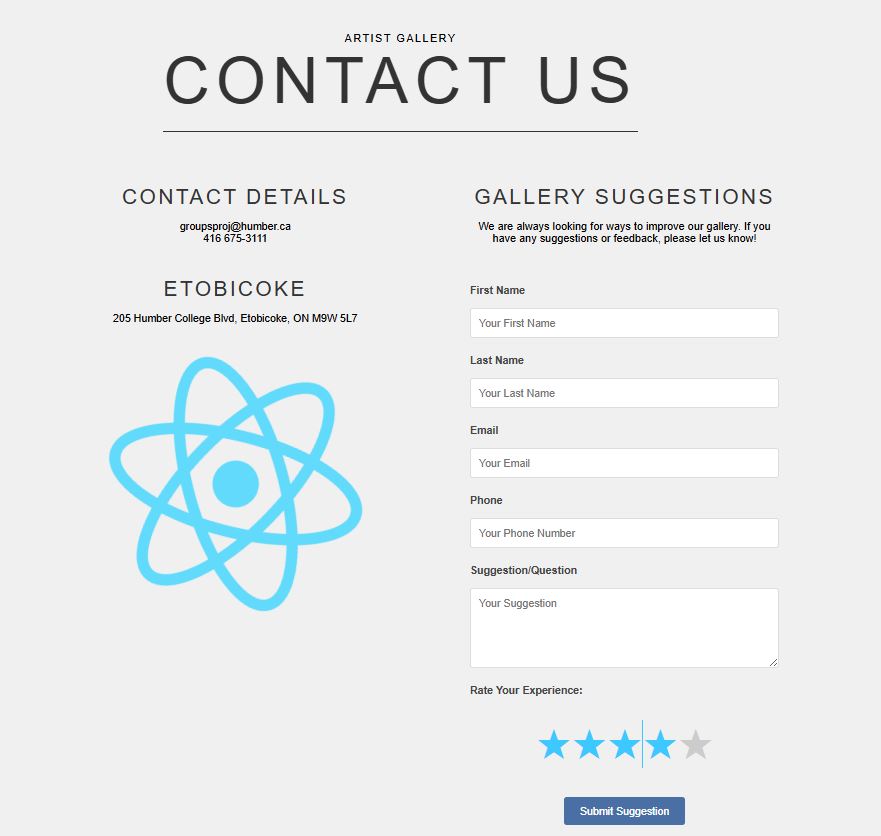 ARTIST GALLERY
CONTACT US
CONTACT DETAILS
groupsproj@humber.ca
416 675-3111
ETOBICOKE
205 Humber College Blvd, Etobicoke, ON M9W 5L7
GALLERY SUGGESTIONS
We are always looking for ways to improve our gallery. If you
have any suggestions or feedback, please let us know!
First Name
Your First Name
Last Name
Your Last Name
Email
Your Email
Phone
Your Phone Number
Suggestion/Question
Your Suggestion
Rate Your Experience:
Submit Suggestion